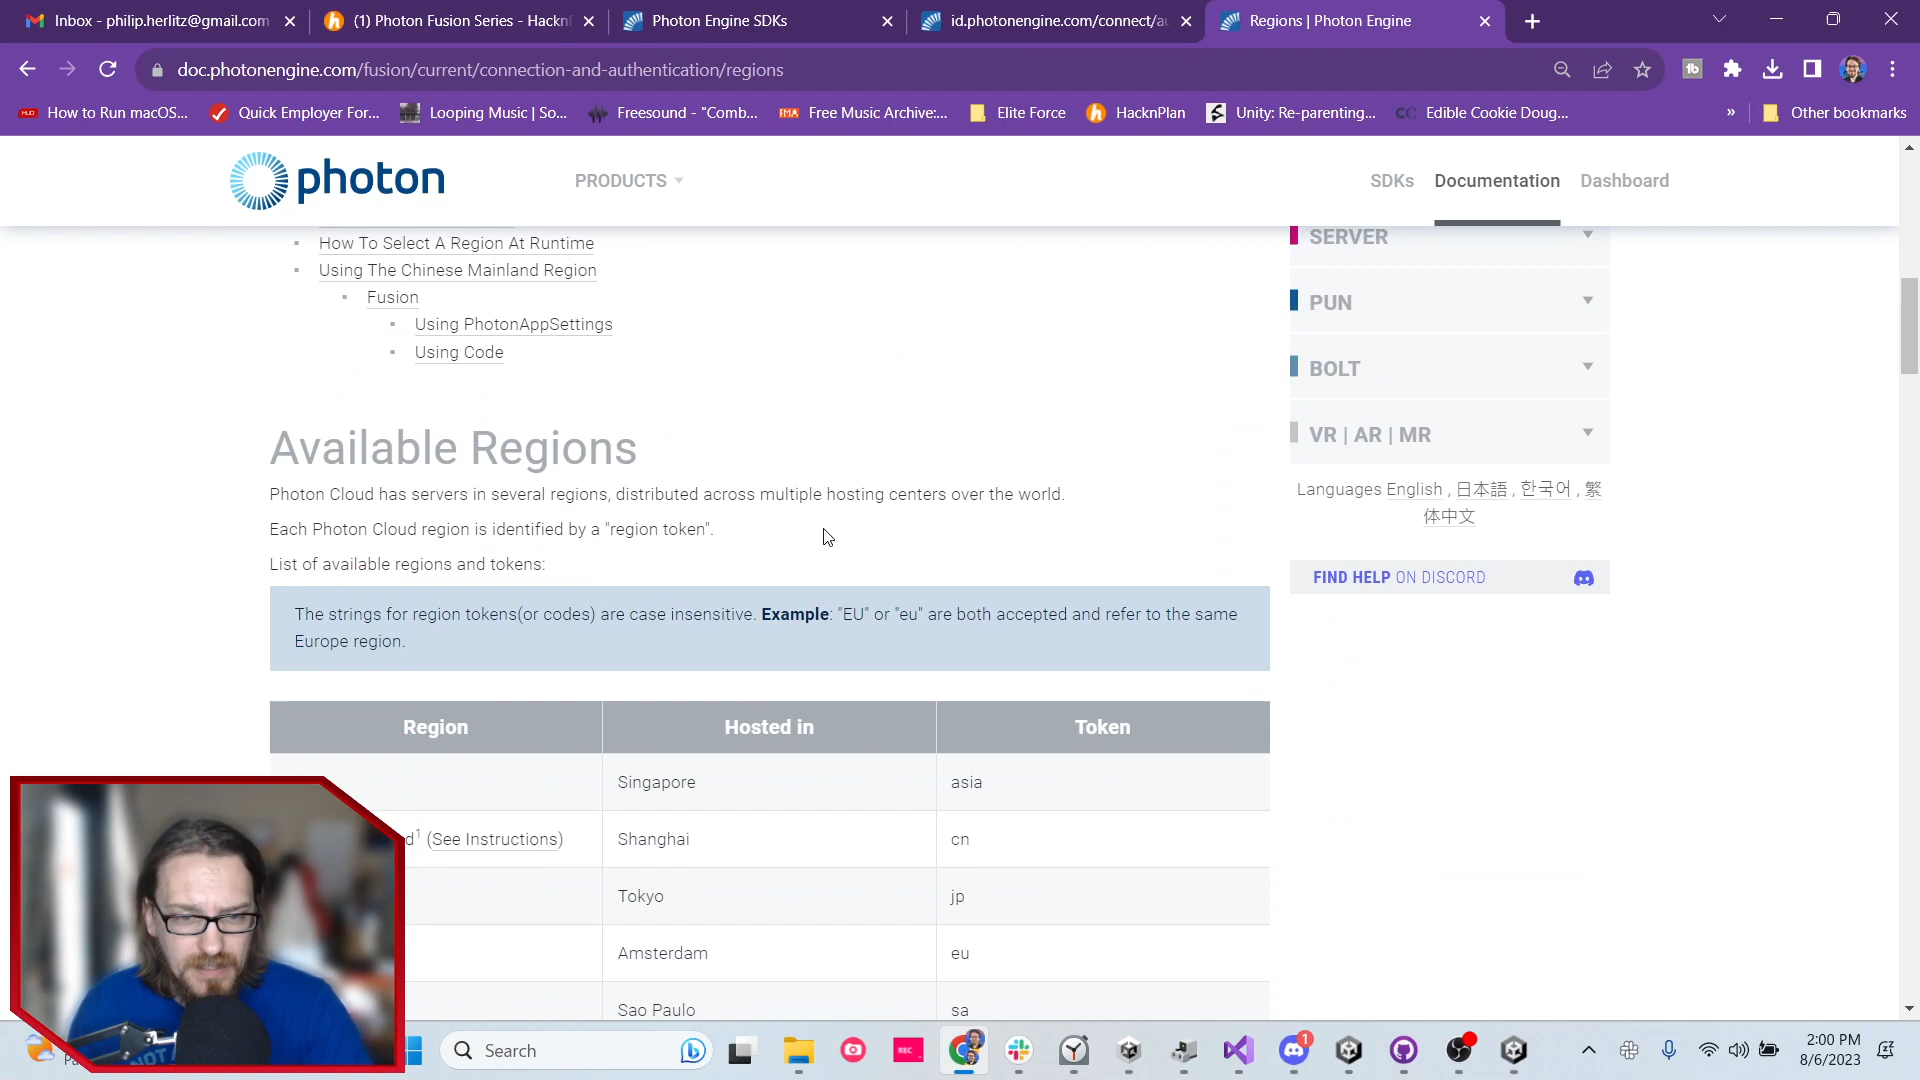 Inbox - philip.herlitz@gmail.com
(1) Photon Fusion Series - Hackn
Photon Engine SDKs
id.photonengine.com/connect/au
Regions | Photon Engine
doc.photonengine.com/fusion/current/connection-and-authentication/regions
How to Run macOS...
Quick Employer For...
Looping Music | So...
Freesound - "Comb...
Free Music Archive:...
Elite Force
HacknPlan
Unity: Re-parenting...
Edible Cookie Doug...
»
Other bookmarks
photon
PRODUCTS
SDKs
Documentation
Dashboard
How To Select A Region At Runtime
Using The Chinese Mainland Region
Fusion
Using PhotonAppSettings
Using Code
SERVER
PUN
BOLT
VR | AR | MR
Languages English , 日本語 , 한국어 , 繁
体中文
FIND HELP ON DISCORD
Available Regions
Photon Cloud has servers in several regions, distributed across multiple hosting centers over the world.
Each Photon Cloud region is identified by a "region token".
List of available regions and tokens:
The strings for region tokens(or codes) are case insensitive. Example: "EU" or "eu" are both accepted and refer to the same
Europe region.
Region Hosted in Token
Singapore asia
d¹ (See Instructions) Shanghai cn
Tokyo jp
Amsterdam eu
Sao Paulo sa
Search
REC
1
2:00 PM
8/6/2023